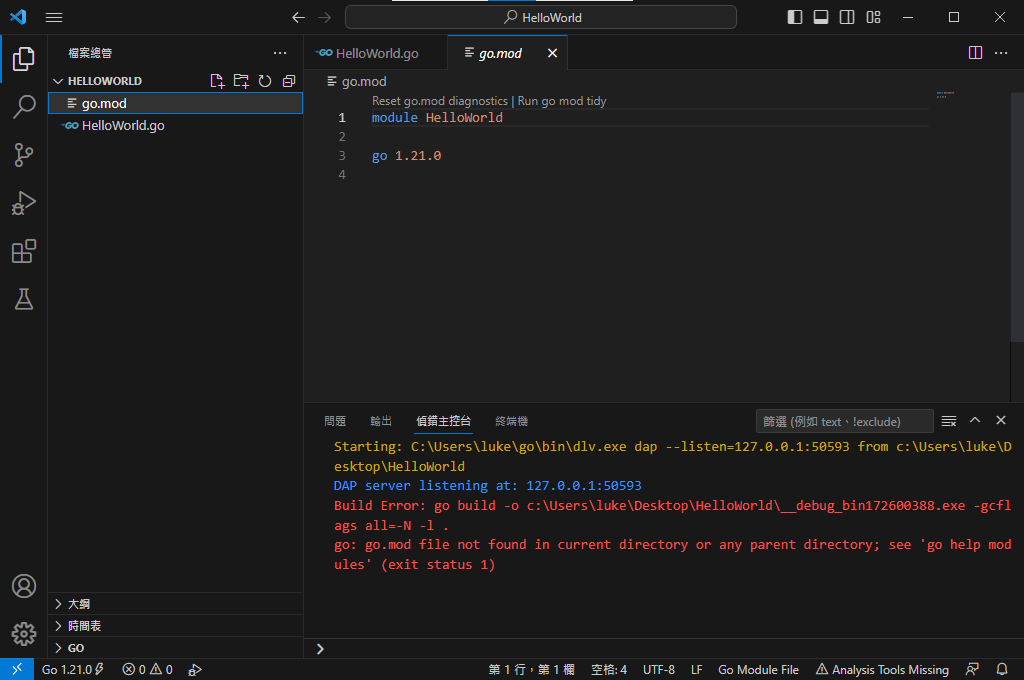 HelloWorld
檔案總管
HELLOWORLD
go.mod
HelloWorld.go
大綱
時間表
GO
HelloWorld.go
go.mod
go.mod
Reset go.mod diagnostics | Run go mod tidy
1 module HelloWorld
2
3 go 1.21.0
4
問題 輸出 偵錯主控台 終端機
篩選 (例如 text、!exclude)
Starting: C:\Users\luke\go\bin\dlv.exe dap --listen=127.0.0.1:50593 from c:\Users\luke\D
esktop\HelloWorld
DAP server listening at: 127.0.0.1:50593
Build Error: go build -o c:\Users\luke\Desktop\HelloWorld\__debug_bin172600388.exe -gcfl
ags all=-N -l .
go: go.mod file not found in current directory or any parent directory; see 'go help mod
ules' (exit status 1)
Go 1.21.0 0 0 第 1 行，第 1 欄 空格: 4 UTF-8 LF Go Module File Analysis Tools Missing